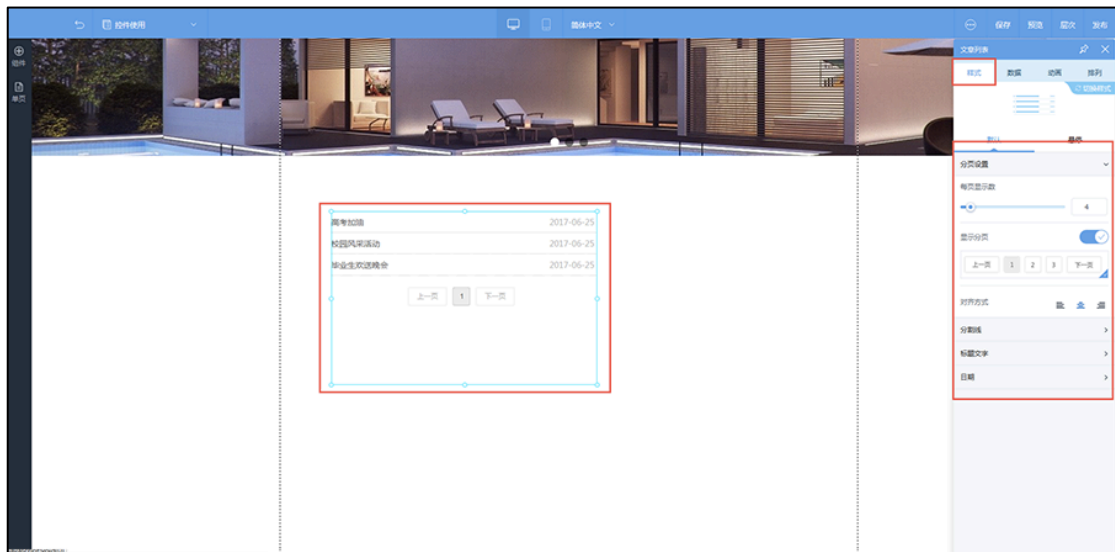 控件使用
简体中文
保存 预览 层次 发布
组件
单页
文章列表
样式 数据 动画 排列
切换样式
默认 悬停
分页设置
每页显示数
4
显示分页
上一页 1 2 3 下一页
对齐方式
分割线
标题文字
日期
高考加油 2017-06-25
校园风采活动 2017-06-25
毕业生欢送晚会 2017-06-25
上一页 1 下一页